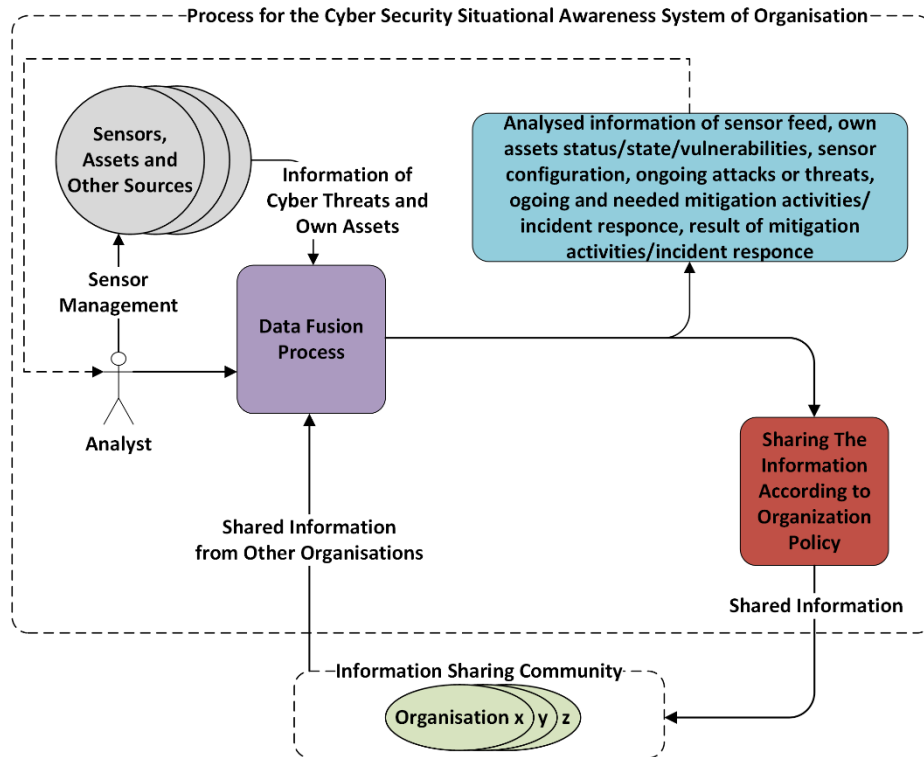 Process for the Cyber Security Situational Awareness System of Organisation
Sensors,
Assets and
Other Sources
Information of
Cyber Threats and
Own Assets
Analysed information of sensor feed, own
assets status/state/vulnerabilities, sensor
configuration, ongoing attacks or threats,
ogoing and needed mitigation activities/
incident responce, result of mitigation
activities/incident responce
Sensor
Management
Data Fusion
Process
Analyst
Sharing The
Information
According to
Organization
Policy
Shared Information
from Other Organisations
Shared Information
Information Sharing Community
Organisation x y z